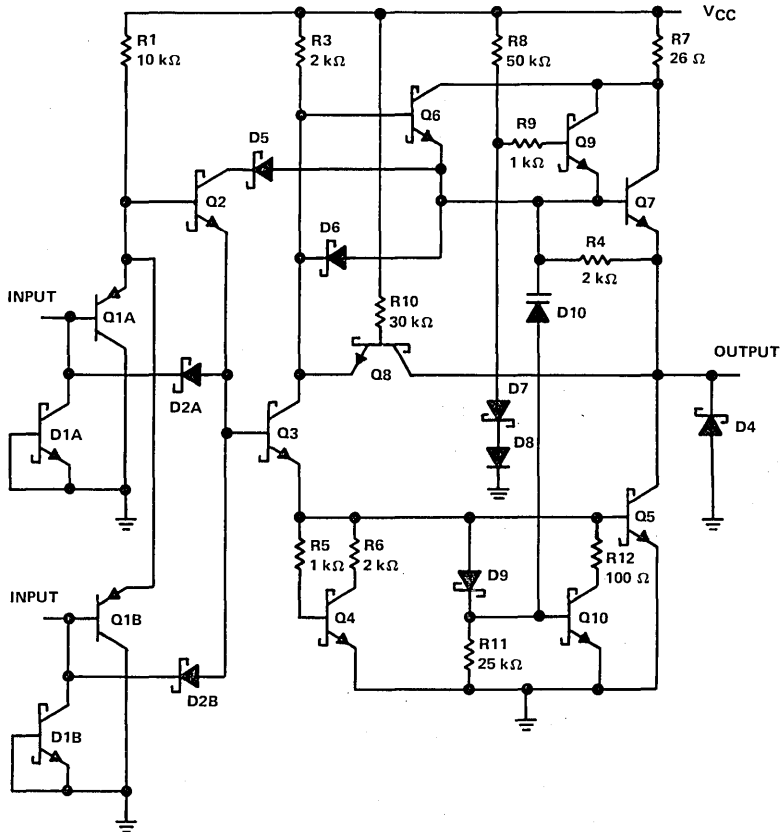 VCC
R1
10 kΩ
R3
2 kΩ
R8
50 kΩ
R7
26 Ω
Q6
R9
1 kΩ
Q9
D5
Q2
Q7
D6
R4
2 kΩ
INPUT
Q1A
R10
30 kΩ
D10
OUTPUT
Q8
D2A
D7
D4
D1A
Q3
D8
Q5
R5
1 kΩ
R6
2 kΩ
R12
100 Ω
D9
INPUT
Q1B
Q4
Q10
R11
25 kΩ
D2B
D1B